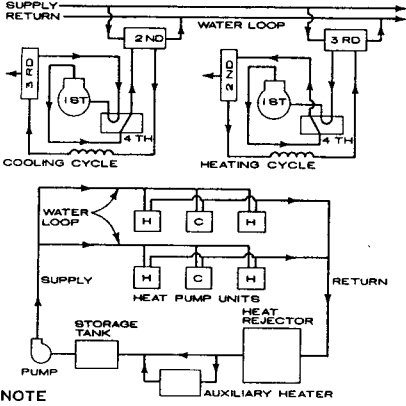 SUPPLY
RETURN
WATER LOOP
2 ND
3 RD
3 RD
1 ST
4 TH
2 ND
1 ST
4 TH
COOLING CYCLE
HEATING CYCLE
WATER
LOOP
H
C
H
H
C
H
SUPPLY
HEAT PUMP UNITS
RETURN
STORAGE
TANK
HEAT
REJECTOR
PUMP
AUXILIARY HEATER
NOTE